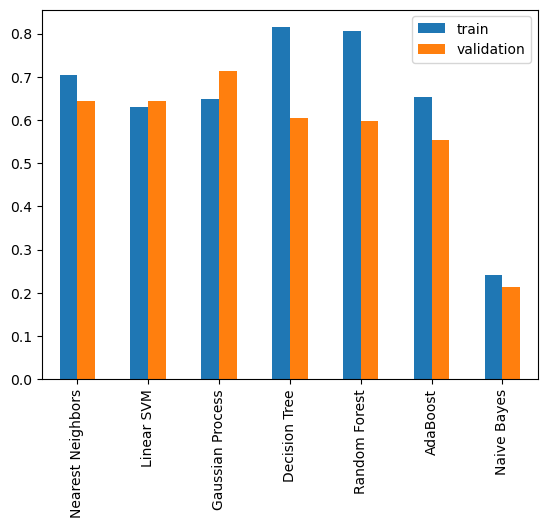 train
validation
0.8
0.7
0.6
0.5
0.4
0.3
0.2
0.1
0.0
Nearest Neighbors
Linear SVM
Gaussian Process
Decision Tree
Random Forest
AdaBoost
Naive Bayes